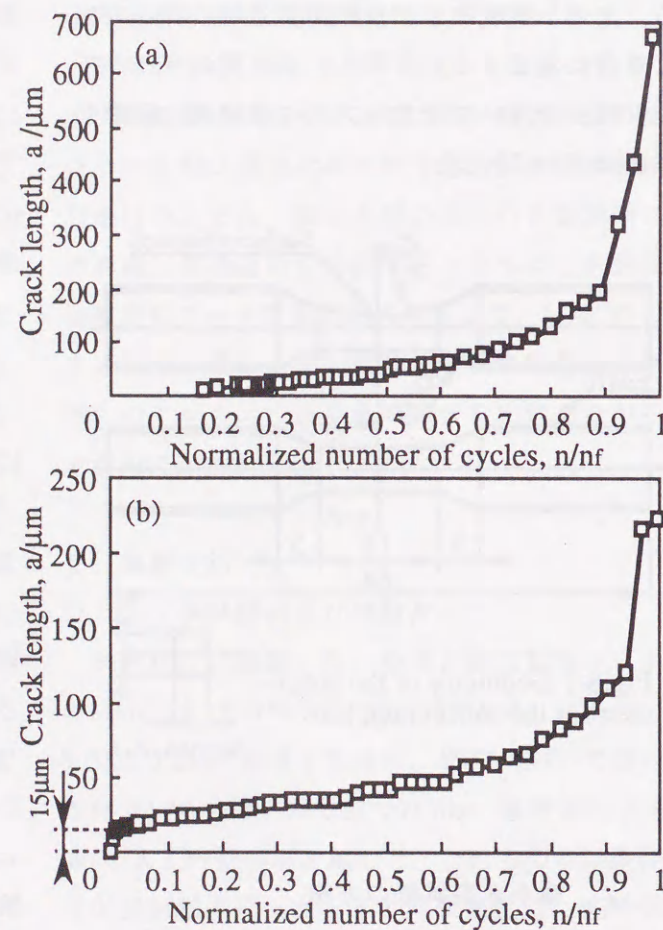 (a)
700
600
500
400
300
200
100
Crack length, a /μm
0 0.1 0.2 0.3 0.4 0.5 0.6 0.7 0.8 0.9 1
Normalized number of cycles, n/nf
(b)
250
200
150
100
50
Crack length, a/μm
15μm
0 0.1 0.2 0.3 0.4 0.5 0.6 0.7 0.8 0.9 1
Normalized number of cycles, n/nf